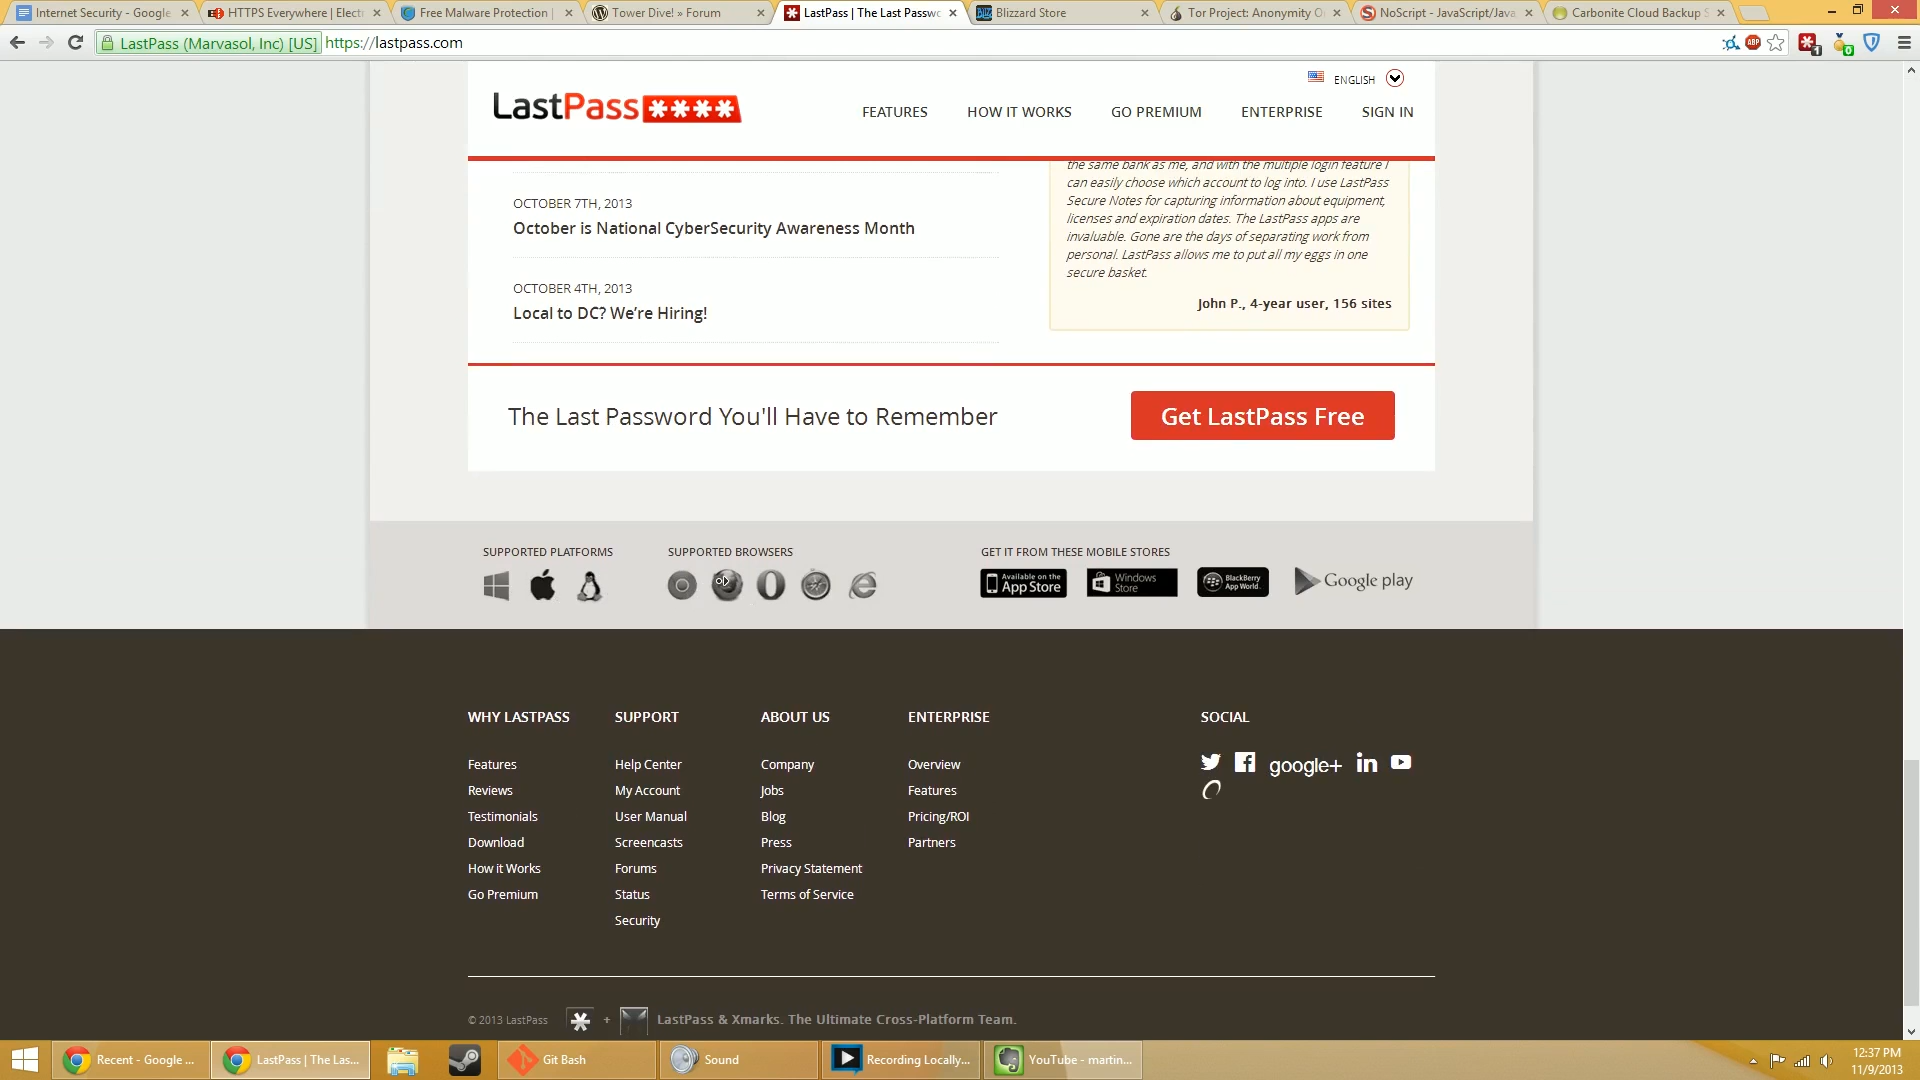 Internet Security - Google
HTTPS Everywhere | Elect
Free Malware Protection |
Tower Dive! » Forum
LastPass | The Last Passwo
Blizzard Store
Tor Project: Anonymity O
NoScript - JavaScript/Java
Carbonite Cloud Backup S
LastPass (Marvasol, Inc) [US]
https://lastpass.com
ENGLISH
LastPass ****
FEATURES
HOW IT WORKS
GO PREMIUM
ENTERPRISE
SIGN IN
the same bank as me, and with the multiple login feature I
can easily choose which account to log into. I use LastPass
Secure Notes for capturing information about equipment,
licenses and expiration dates. The LastPass apps are
invaluable. Gone are the days of separating work from
personal. LastPass allows me to put all my eggs in one
secure basket.
John P., 4-year user, 156 sites
OCTOBER 7TH, 2013
October is National CyberSecurity Awareness Month
OCTOBER 4TH, 2013
Local to DC? We're Hiring!
The Last Password You'll Have to Remember
Get LastPass Free
SUPPORTED PLATFORMS
SUPPORTED BROWSERS
GET IT FROM THESE MOBILE STORES
Available on the
App Store
Windows
Store
BlackBerry
App World
Google play
WHY LASTPASS
Features
Reviews
Testimonials
Download
How it Works
Go Premium
SUPPORT
Help Center
My Account
User Manual
Screencasts
Forums
Status
Security
ABOUT US
Company
Jobs
Blog
Press
Privacy Statement
Terms of Service
ENTERPRISE
Overview
Features
Pricing/ROI
Partners
SOCIAL
google+
© 2013 LastPass
+
LastPass & Xmarks. The Ultimate Cross-Platform Team.
Recent - Google ...
LastPass | The Las...
Git Bash
Sound
Recording Locally...
YouTube - martin...
12:37 PM
11/9/2013